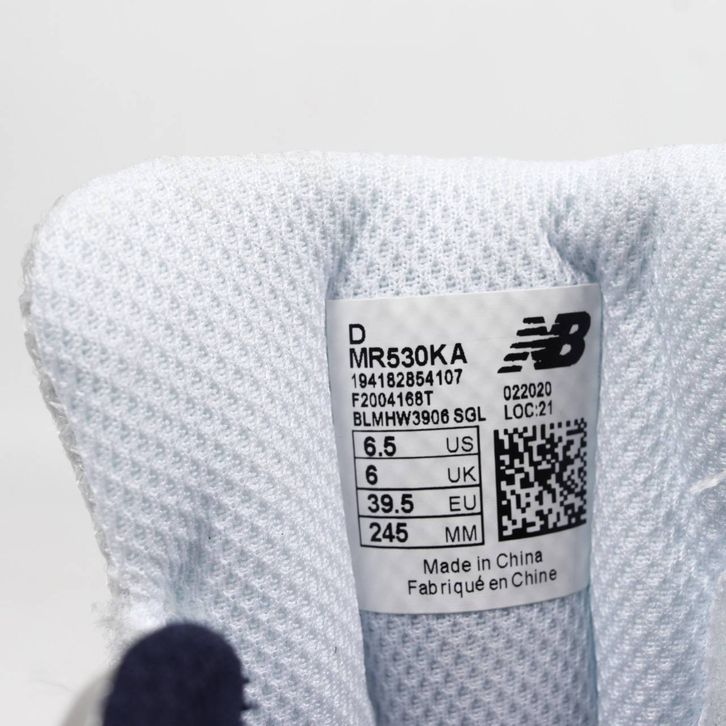 D
MR530KA
194182854107
F2004168T
BLMHW3906 SGL
NB
022020
LOC:21
6.5 US
6 UK
39.5 EU
245 MM
Made in China
Fabriqué en Chine